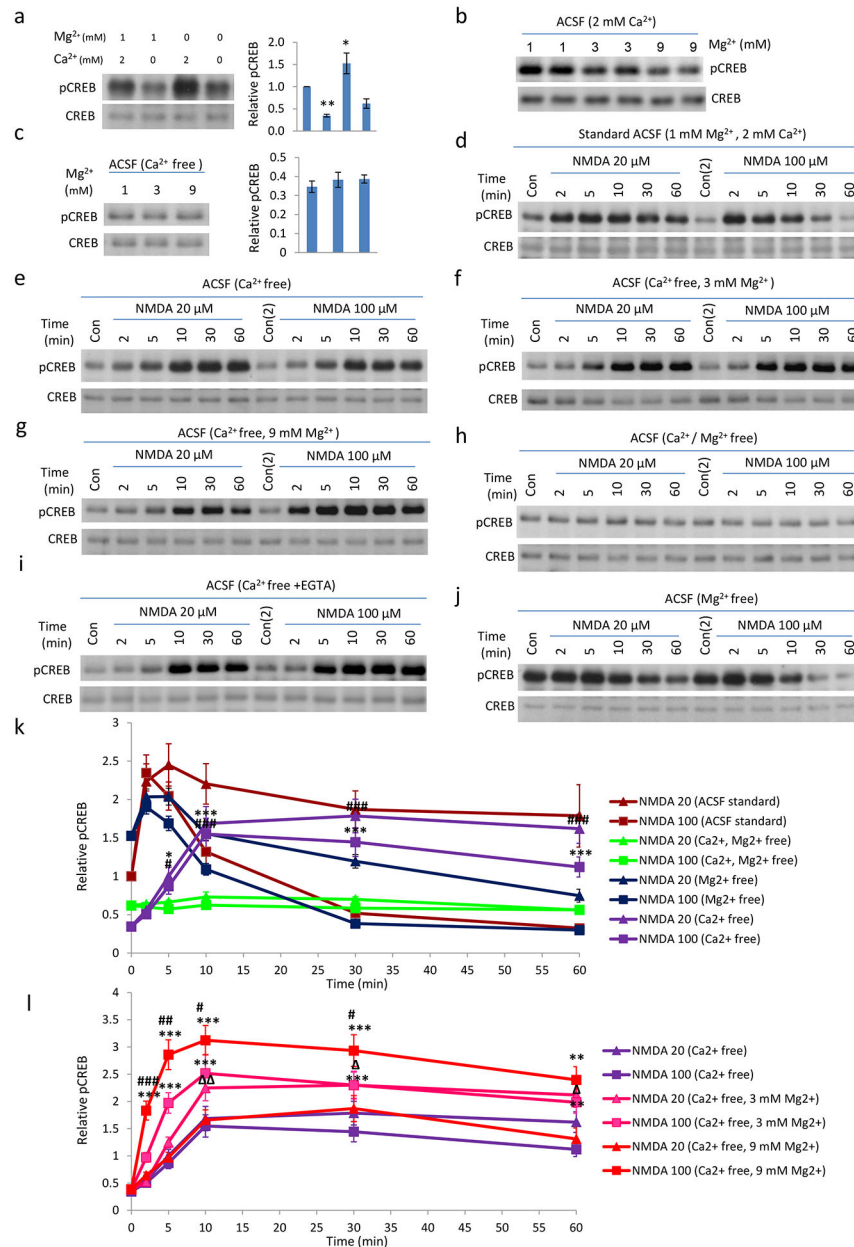 a
Mg²⁺(mM) 1 1 0 0
Ca²⁺(mM) 2 0 2 0
pCREB
CREB
Relative pCREB
2.0
1.5
1.0
0.5
0.0
**
*
b
ACSF (2 mM Ca²⁺)
1 1 3 3 9 9 Mg²⁺ (mM)
pCREB
CREB
c
ACSF (Ca²⁺ free )
Mg²⁺
(mM) 1 3 9
pCREB
CREB
Relative pCREB
0.6
0.4
0.2
0
d
Standard ACSF (1 mM Mg²⁺, 2 mM Ca²⁺)
NMDA 20 µM NMDA 100 µM
Time
(min) Con 2 5 10 30 60 Con(2) 2 5 10 30 60
pCREB
CREB
e
ACSF (Ca²⁺ free)
NMDA 20 µM NMDA 100 µM
Time
(min) Con 2 5 10 30 60 Con(2) 2 5 10 30 60
pCREB
CREB
f
ACSF (Ca²⁺ free, 3 mM Mg²⁺)
NMDA 20 µM NMDA 100 µM
Time
(min) Con 2 5 10 30 60 Con(2) 2 5 10 30 60
pCREB
CREB
g
ACSF (Ca²⁺ free, 9 mM Mg²⁺)
NMDA 20 µM NMDA 100 µM
Time
(min) Con 2 5 10 30 60 Con(2) 2 5 10 30 60
pCREB
CREB
h
ACSF (Ca²⁺ / Mg²⁺ free)
NMDA 20 µM NMDA 100 µM
Time
(min) Con 2 5 10 30 60 Con(2) 2 5 10 30 60
pCREB
CREB
i
ACSF (Ca²⁺ free +EGTA)
NMDA 20 µM NMDA 100 µM
Time
(min) Con 2 5 10 30 60 Con(2) 2 5 10 30 60
pCREB
CREB
j
ACSF (Mg²⁺ free)
NMDA 20 µM NMDA 100 µM
Time
(min) Con 2 5 10 30 60 Con(2) 2 5 10 30 60
pCREB
CREB
k
Relative pCREB
3
2.5
2
1.5
1
0.5
0
*
#
***
###
###
***
###
***
0 5 10 15 20 25 30 35 40 45 50 55 60
Time (min)
NMDA 20 (ACSF standard)
NMDA 100 (ACSF standard)
NMDA 20 (Ca2+, Mg2+ free)
NMDA 100 (Ca2+, Mg2+ free)
NMDA 20 (Mg2+ free)
NMDA 100 (Mg2+ free)
NMDA 20 (Ca2+ free)
NMDA 100 (Ca2+ free)
l
Relative pCREB
4
3.5
3
2.5
2
1.5
1
0.5
0
###
***
##
***
***
#
***
***
ΔΔ
#
***
Δ
***
**
Δ
**
0 5 10 15 20 25 30 35 40 45 50 55 60
Time (min)
NMDA 20 (Ca2+ free)
NMDA 100 (Ca2+ free)
NMDA 20 (Ca2+ free, 3 mM Mg2+)
NMDA 100 (Ca2+ free, 3 mM Mg2+)
NMDA 20 (Ca2+ free, 9 mM Mg2+)
NMDA 100 (Ca2+ free, 9 mM Mg2+)